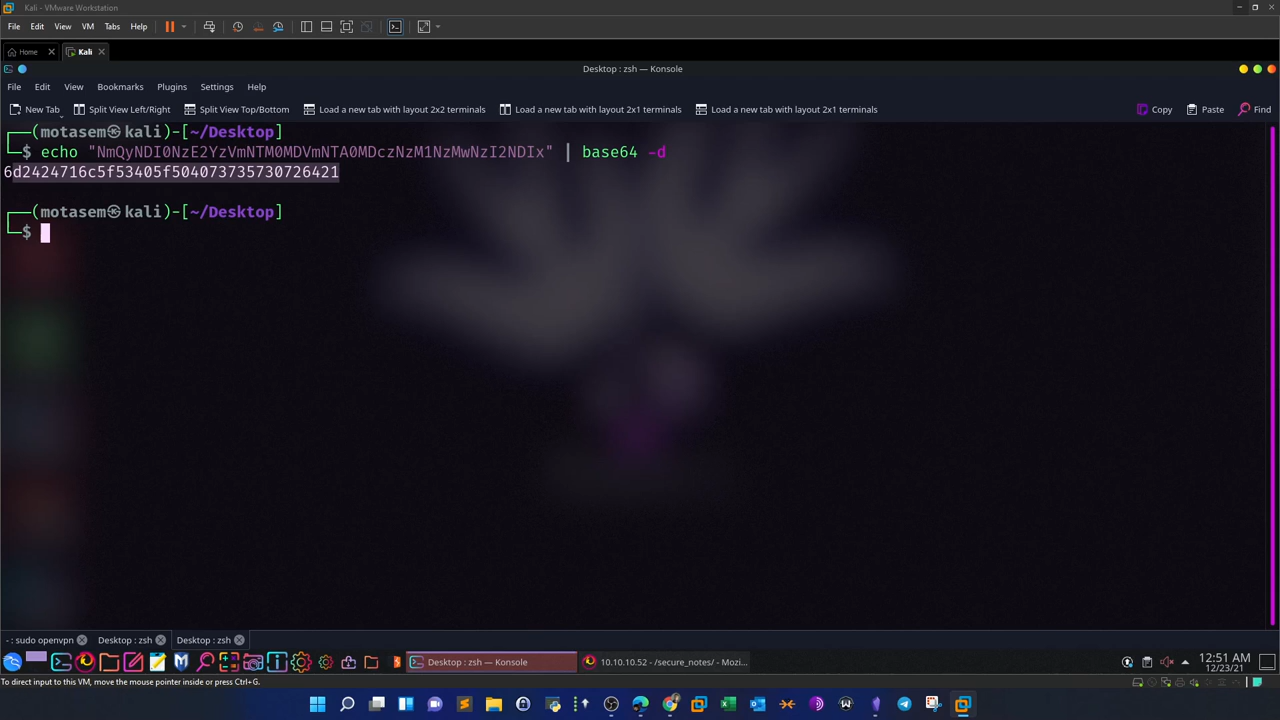 Kali - VMware Workstation
File Edit View VM Tabs Help
Home Kali
Desktop : zsh — Konsole
File Edit View Bookmarks Plugins Settings Help
New Tab Split View Left/Right Split View Top/Bottom Load a new tab with layout 2x2 terminals Load a new tab with layout 2x1 terminals Load a new tab with layout 2x1 terminals Copy Paste Find
┌──(motasem㉿kali)-[~/Desktop]
└─$ echo "NmQyNDI0NzE2YzVmNTM0MDVmNTA0MDczNzM1NzMwNzI2NDIx" | base64 -d
6d2424716c5f53405f504073735730726421
┌──(motasem㉿kali)-[~/Desktop]
└─$
- : sudo openvpn Desktop : zsh Desktop : zsh
Desktop : zsh — Konsole 10.10.10.52 - /secure_notes/ - Mozi... 12:51 AM
12/23/21
To direct input to this VM, move the mouse pointer inside or press Ctrl+G.